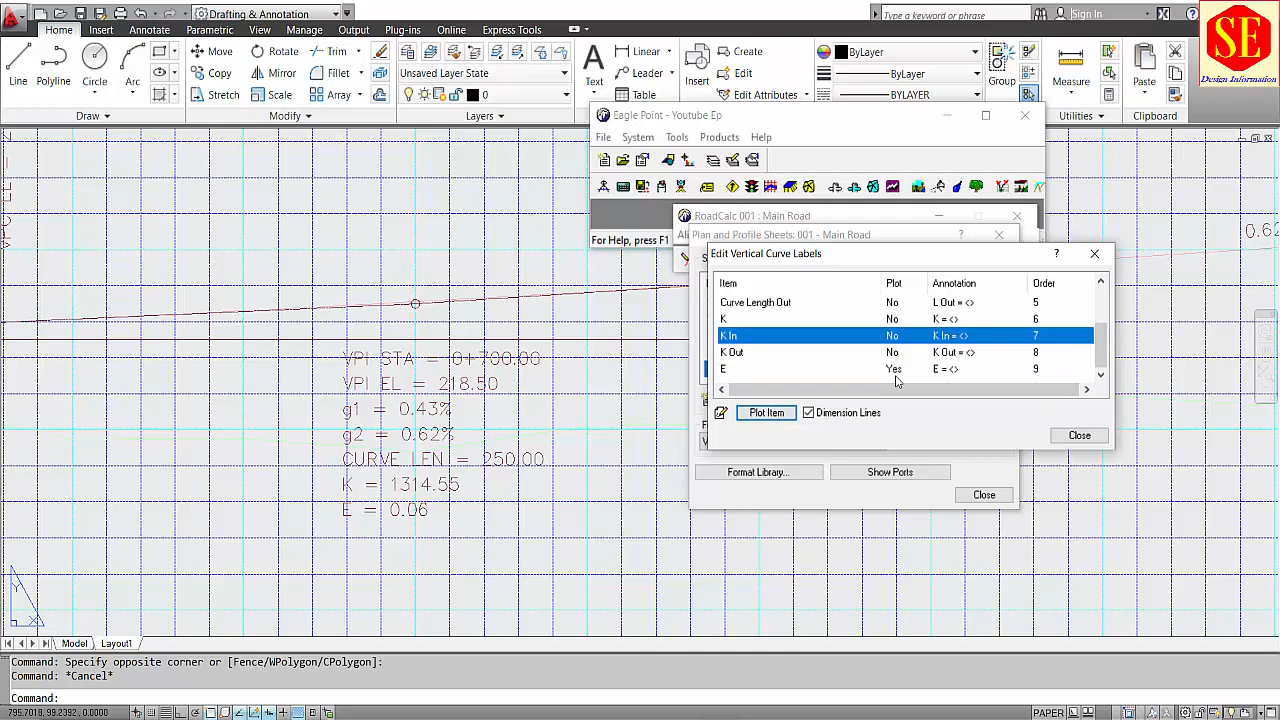 Drafting & Annotation
Type a keyword or phrase
Sign In
Home Insert Annotate Parametric View Manage Output Plug-ins Online Express Tools
Line Polyline Circle Arc
Move Rotate Trim
Copy Mirror Fillet
Stretch Scale Array
Text
Linear
Leader
Table
Insert
Create
Edit
Edit Attributes
Unsaved Layer State
0
ByLayer
ByLAYER
BYLAYER
Group
Measure
Paste
Draw Modify Layers Utilities Clipboard
SE
Design Information
Eagle Point - Youtube Ep
File System Tools Products Help
For Help, press F1
RoadCalc 001 : Main Road
Plan and Profile Sheets: 001 - Main Road
Edit Vertical Curve Labels
Item Plot Annotation Order
Curve Length Out No L Out = <> 5
K No K = <> 6
K In No K In = <> 7
K Out No K Out = <> 8
E Yes E = <> 9
Plot Item Dimension Lines
Close
Format Library... Show Ports
Close
VPI STA = 0+700.00
VPI EL = 218.50
g1 = 0.43%
g2 = 0.62%
CURVE LEN = 250.00
K = 1314.55
E = 0.06
0.62
Model Layout1
Command: Specify opposite corner or [Fence/WPolygon/CPolygon]:
Command: *Cancel*
Command:
795.7018, 99.2392, 0.0000
PAPER